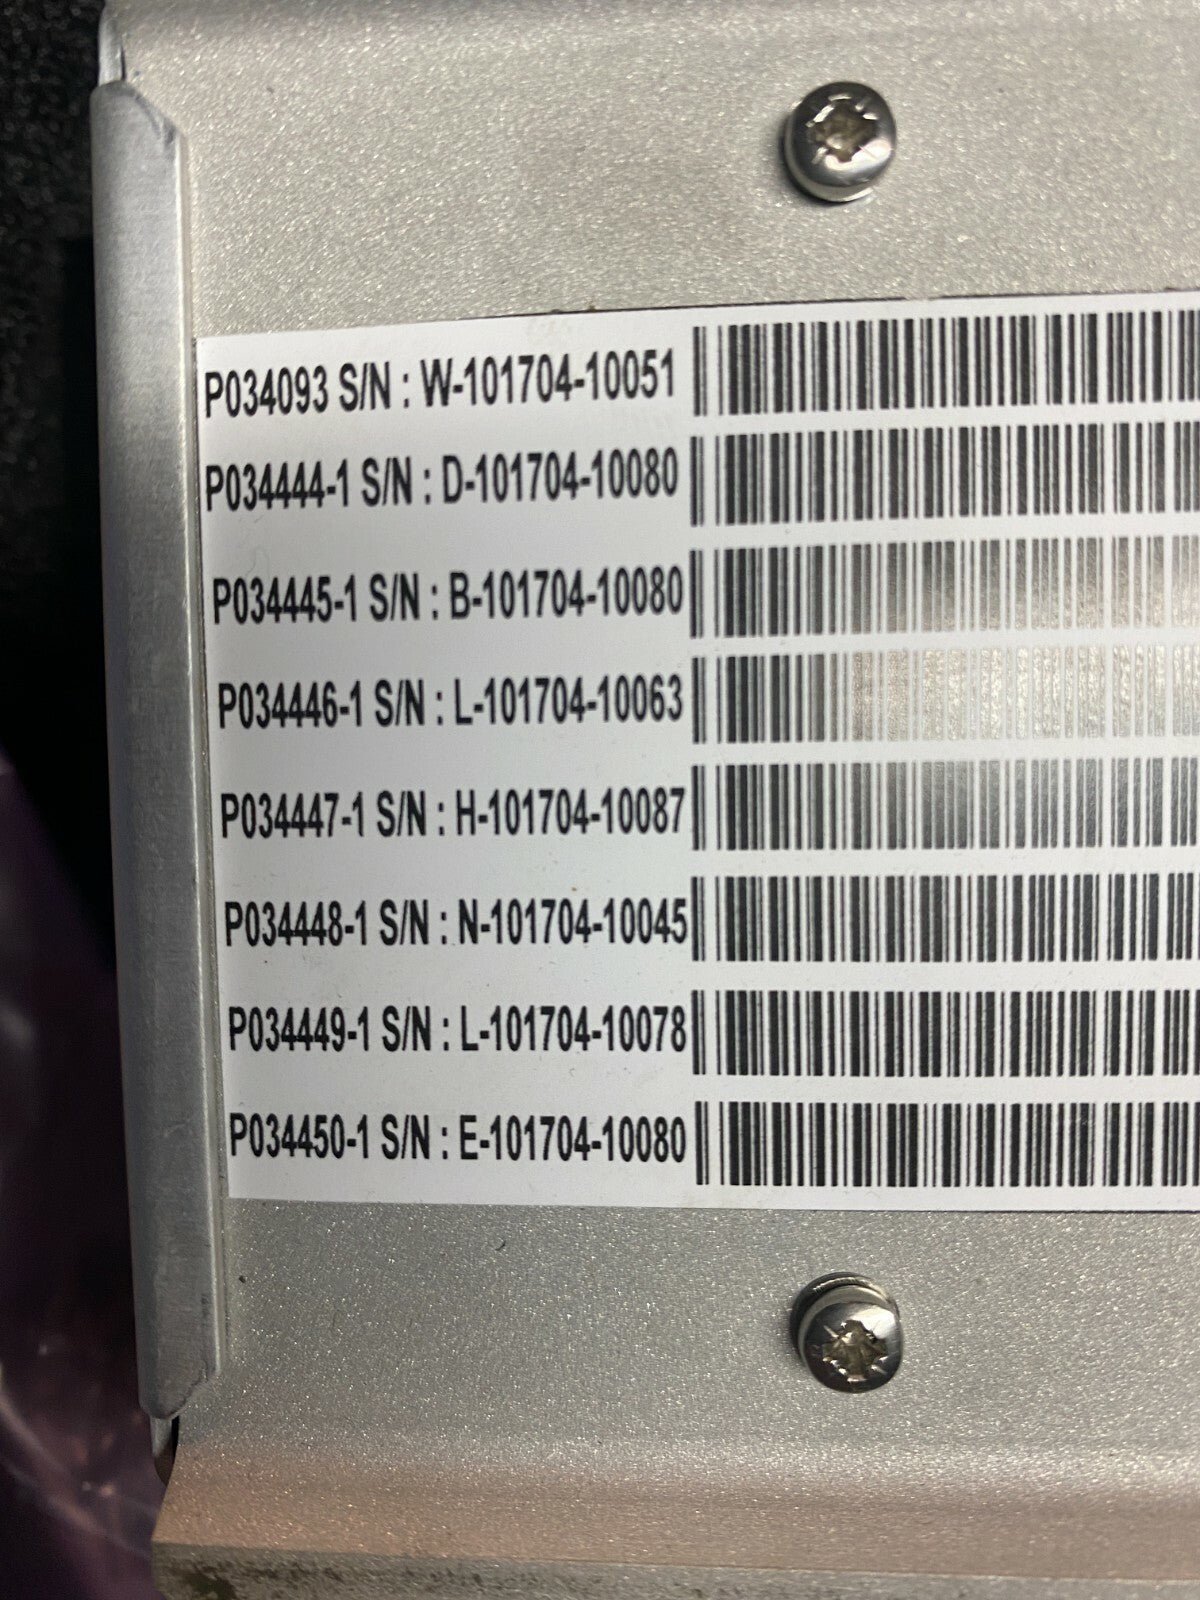 P034093 S/N : W-101704-10051
P034444-1 S/N : D-101704-10080
P034445-1 S/N : B-101704-10080
P034446-1 S/N : L-101704-10063
P034447-1 S/N : H-101704-10087
P034448-1 S/N : N-101704-10045
P034449-1 S/N : L-101704-10078
P034450-1 S/N : E-101704-10080